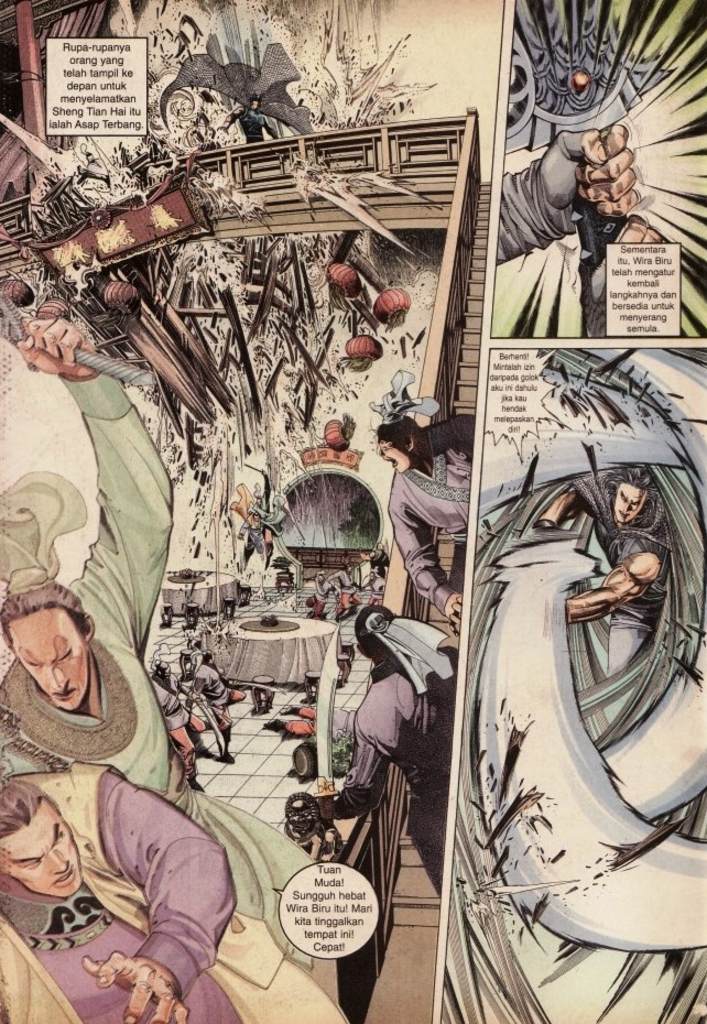 Rupa-rupanya
orang yang
telah tampil ke
depan untuk
menyelamatkan
Sheng Tian Hai itu
ialah Asap Terbang.
Sementara
itu, Wira Biru
telah mengatur
kembali
langkahnya dan
bersedia untuk
menyerang
semula.
Berhenti!
Mintalah izin
daripada golok
aku ini dahulu
jika kau
hendak
melepaskan
diri!
Tuan
Muda!
Sungguh hebat
Wira Biru itu! Mari
kita tinggalkan
tempat ini!
Cepat!